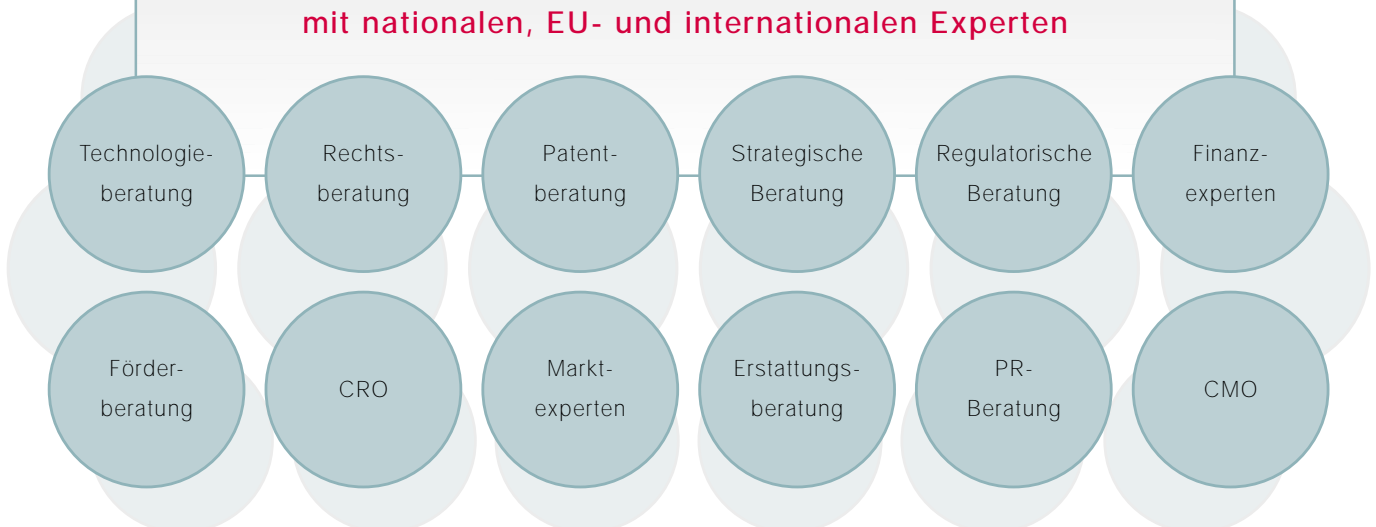 mit nationalen, EU- und internationalen Experten
Technologie-
beratung
Rechts-
beratung
Patent-
beratung
Strategische
Beratung
Regulatorische
Beratung
Finanz-
experten
Förder-
beratung
CRO
Markt-
experten
Erstattungs-
beratung
PR-
Beratung
CMO